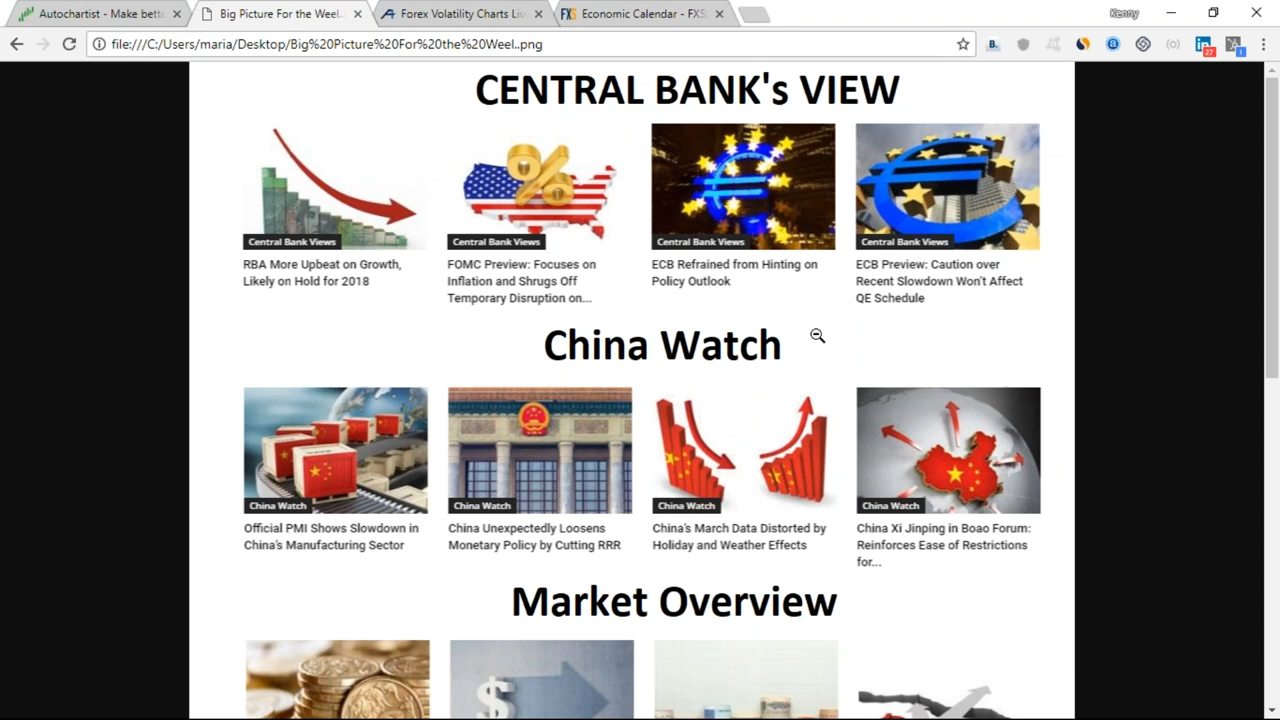 Autochartist - Make bette
Big Picture For the Week.
Forex Volatility Charts Liv
FXS Economic Calendar - FXS
Kenny
file:///C:/Users/maria/Desktop/Big%20Picture%20For%20the%20Weel..png
B.
27
1
CENTRAL BANK's VIEW
Central Bank Views
Central Bank Views
Central Bank Views
Central Bank Views
RBA More Upbeat on Growth,
Likely on Hold for 2018
FOMC Preview: Focuses on
Inflation and Shrugs Off
Temporary Disruption on...
ECB Refrained from Hinting on
Policy Outlook
ECB Preview: Caution over
Recent Slowdown Won't Affect
QE Schedule
China Watch
China Watch
China Watch
China Watch
China Watch
Official PMI Shows Slowdown in
China's Manufacturing Sector
China Unexpectedly Loosens
Monetary Policy by Cutting RRR
China's March Data Distorted by
Holiday and Weather Effects
China Xi Jinping in Boao Forum:
Reinforces Ease of Restrictions
for...
Market Overview